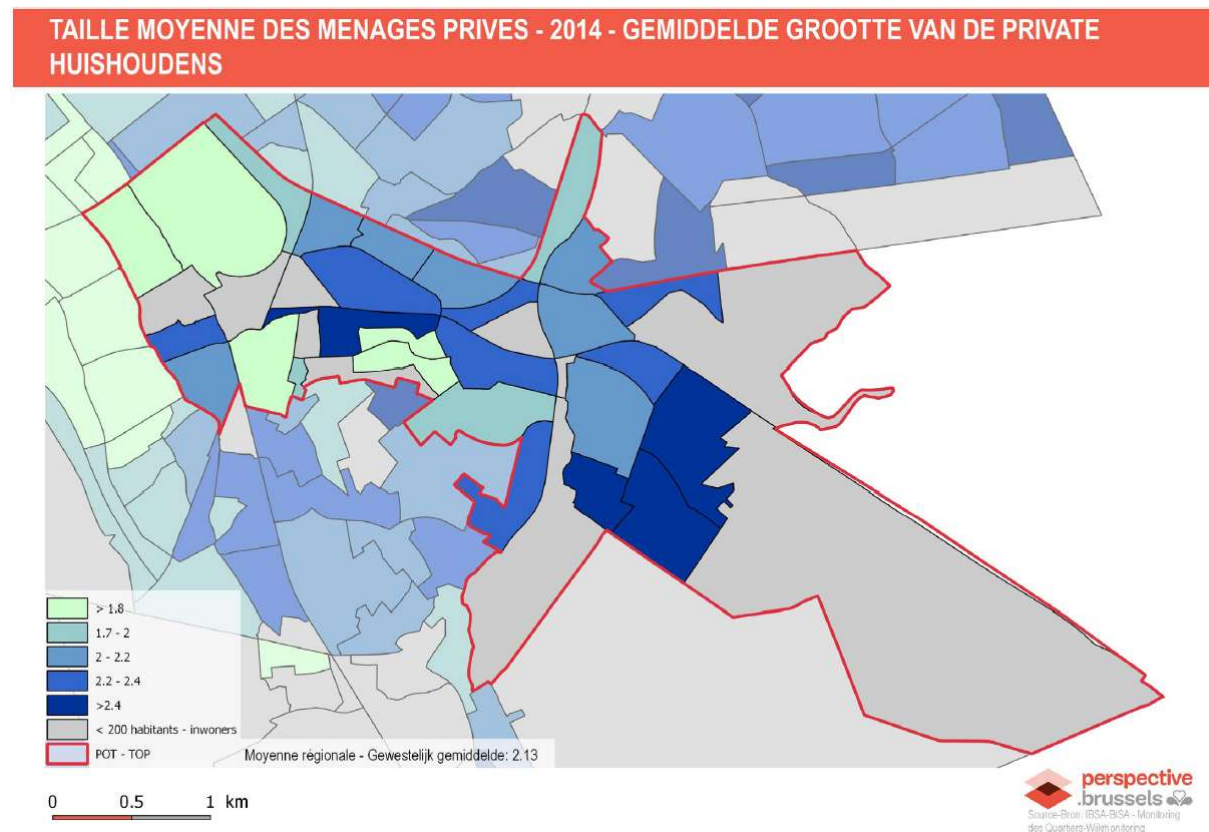 TAILLE MOYENNE DES MENAGES PRIVES - 2014 - GEMIDDELDE GROOTTE VAN DE PRIVATE
HUISHOUDENS
> 1.8
1.7 - 2
2 - 2.2
2.2 - 2.4
>2.4
< 200 habitants - inwoners
POT - TOP
Moyenne régionale - Gewestelijk gemiddelde: 2.13
0 0.5 1 km
perspective
.brussels
Source-Bron: IBSA-BISA - Monitoring
des Quartiers-Wijkmonitoring